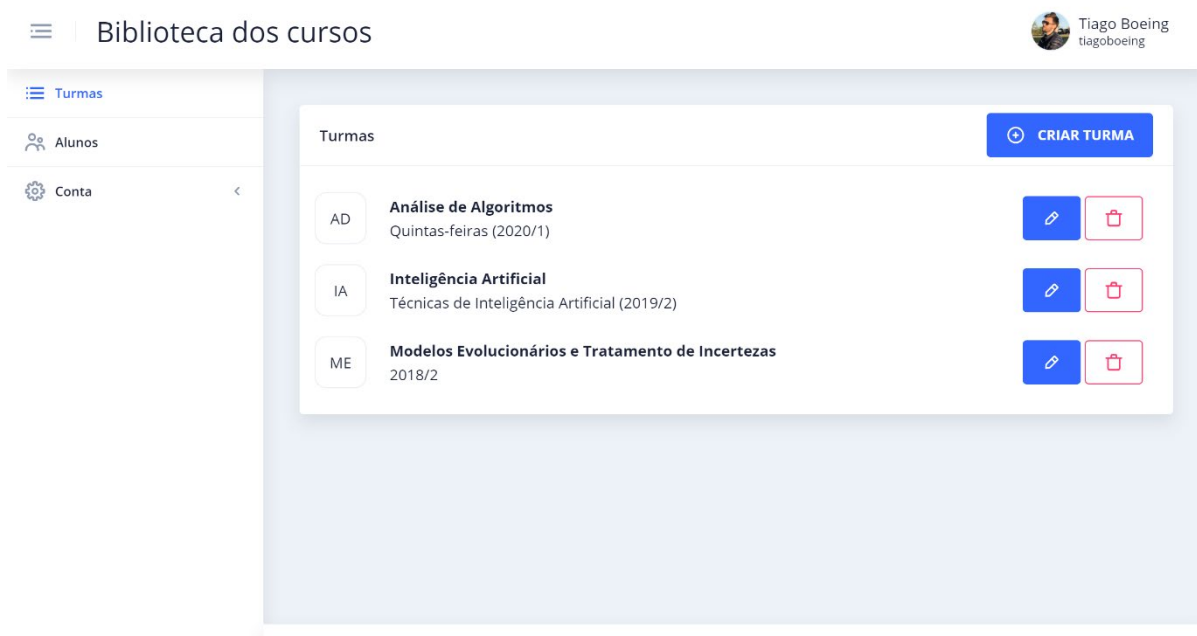 Biblioteca dos cursos
Tiago Boeing
tiagoboeing
Turmas
Alunos
Conta
Turmas
CRIAR TURMA
AD
Análise de Algoritmos
Quintas-feiras (2020/1)
IA
Inteligência Artificial
Técnicas de Inteligência Artificial (2019/2)
ME
Modelos Evolucionários e Tratamento de Incertezas
2018/2